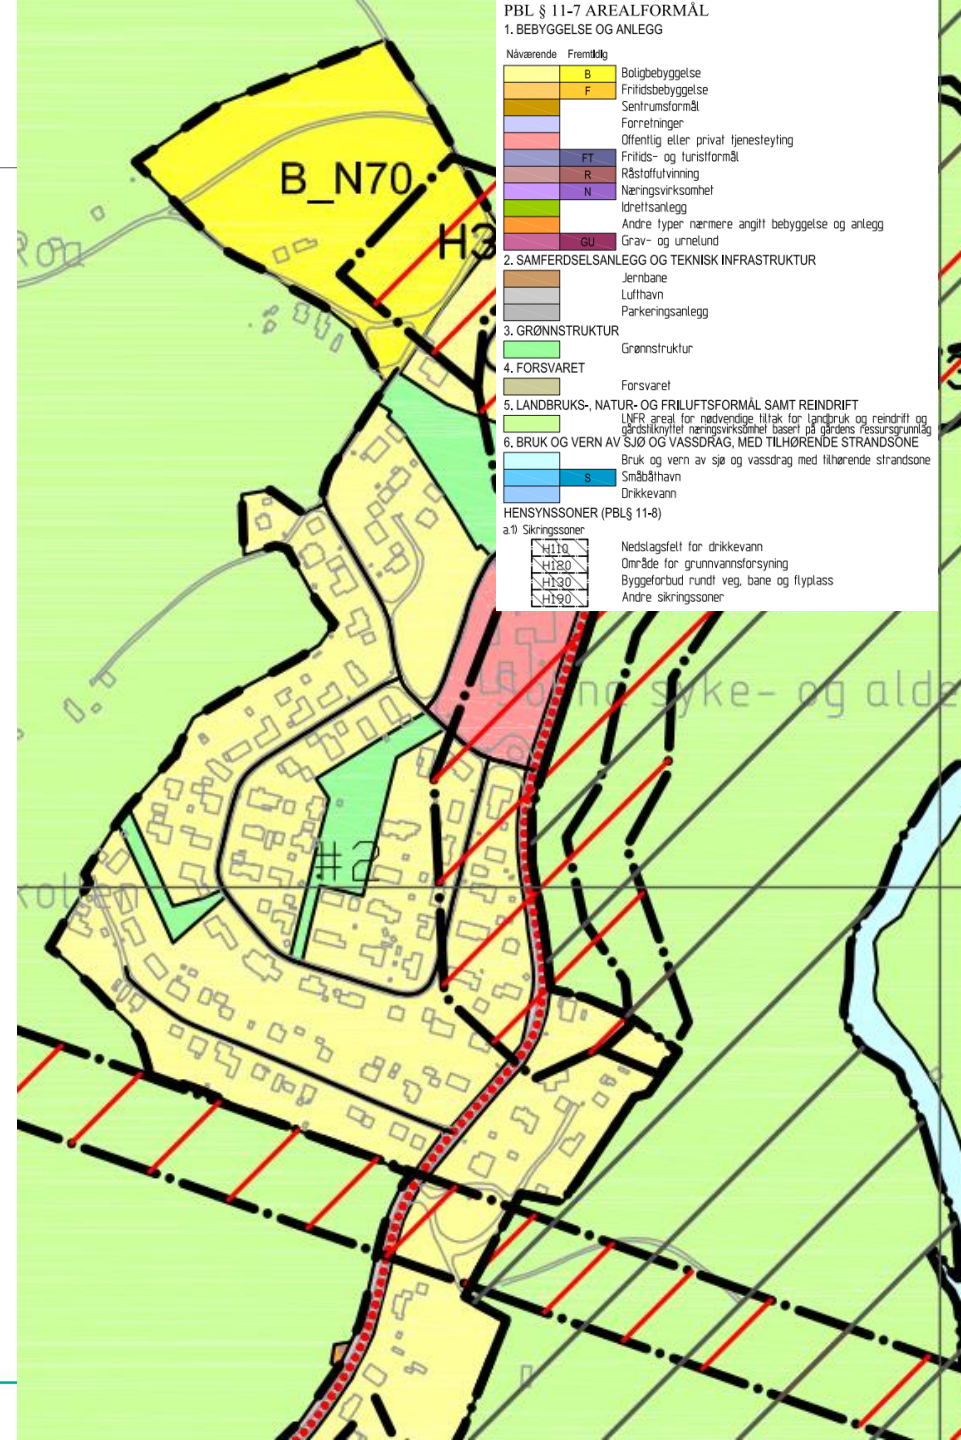 PBL § 11-7 AREALFORMÅL
1. BEBYGGELSE OG ANLEGG
Nåværende Fremtidig
B Boligbebyggelse
F Fritidsbebyggelse
Sentrumsformål
Forretninger
Offentlig eller privat tjenesteyting
FT Fritids- og turistformål
R Råstoffutvinning
N Næringsvirksomhet
Idrettsanlegg
Andre typer nærmere angitt bebyggelse og anlegg
GU Grav- og urnelund
2. SAMFERDSELSANLEGG OG TEKNISK INFRASTRUKTUR
Jernbane
Lufthavn
Parkeringsanlegg
3. GRØNNSTRUKTUR
Grønnstruktur
4. FORSVARET
Forsvaret
5. LANDBRUKS-, NATUR- OG FRILUFTSFORMÅL SAMT REINDRIFT
LNFR areal for nødvendige tiltak for landbruk og reindrift og
gårdstilknyttet næringsvirksomhet basert på gårdens ressursgrunnlag
6. BRUK OG VERN AV SJØ OG VASSDRAG, MED TILHØRENDE STRANDSONE
Bruk og vern av sjø og vassdrag med tilhørende strandsone
S Småbåthavn
Drikkevann
HENSYNSSONER (PBL§ 11-8)
a.1) Sikringssoner
H110 Nedslagsfelt for drikkevann
H120 Område for grunnvannsforsyning
H130 Byggeforbud rundt veg, bane og flyplass
H190 Andre sikringssoner
B_N70
H3
Roa
syke- og alde
#2
kollen